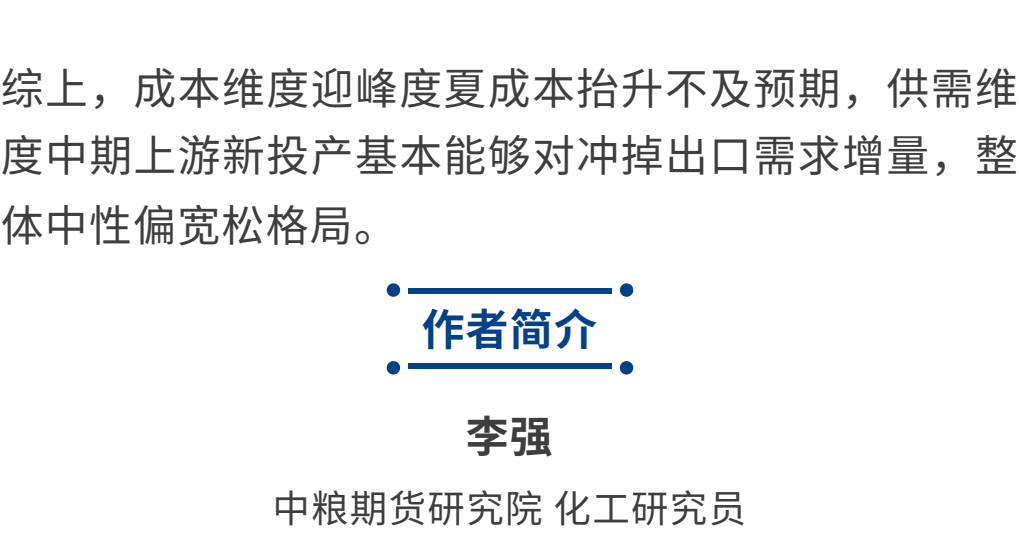 综上，成本维度迎峰度夏成本抬升不及预期，供需维
度中期上游新投产基本能够对冲掉出口需求增量，整
体中性偏宽松格局。
作者简介
李强
中粮期货研究院 化工研究员